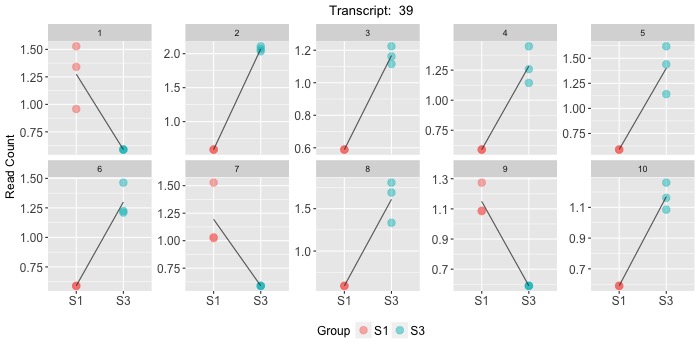 Transcript: 39
1 2 3 4 5
1.50 1.25 1.00 0.75
2.0 1.5 1.0
1.2 1.0 0.8 0.6
1.25 1.00 0.75
1.50 1.25 1.00 0.75
Read Count
6 7 8 9 10
1.50 1.25 1.00 0.75
1.50 1.25 1.00 0.75
1.5 1.0
1.3 1.1 0.9 0.7
1.1 0.9 0.7
S1 S3 S1 S3 S1 S3 S1 S3 S1 S3
Group S1 S3